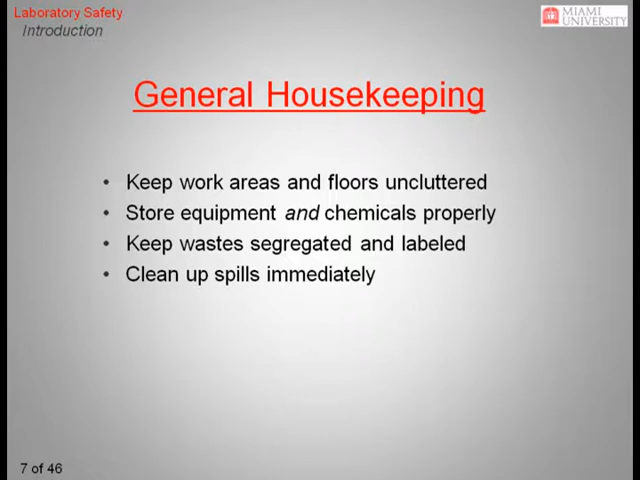 Laboratory Safety
Introduction
MIAMI
UNIVERSITY
General Housekeeping
• Keep work areas and floors uncluttered
• Store equipment and chemicals properly
• Keep wastes segregated and labeled
• Clean up spills immediately
7 of 46